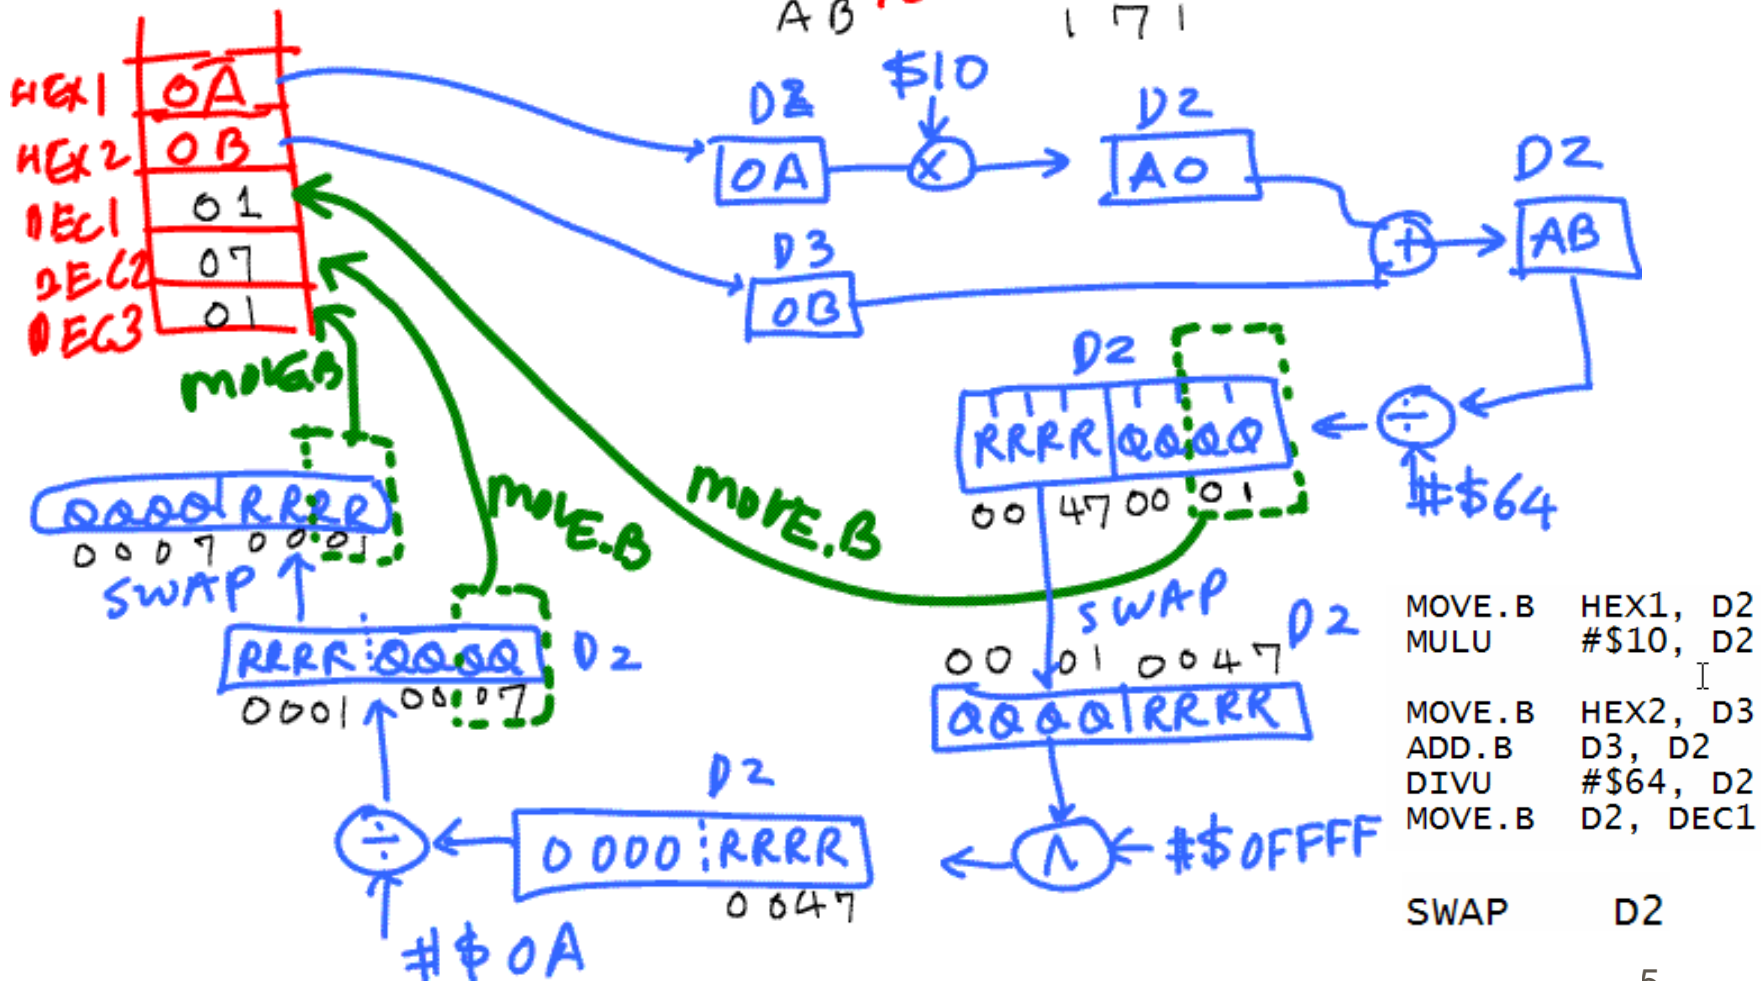 AB 171
HEX1 0A
HEX2 0B
DEC1 01
DEC2 07
DEC3 01
D2
0A
$10
X
D2
A0
D3
0B
+
D2
AB
÷
#$64
D2
RRRR QQQQ
00 47 00 01
MOVE.B
SWAP
D2
00 01 0047
QQQQ RRRR
Λ
#$0FFFF
D2
0000 RRRR
0047
÷
#$0A
D2
RRRR QQQQ
0001 0007
MOVE.B
SWAP
QQQQ RRRR
0007 0001
MOVE.B
MOVE.B HEX1, D2
MULU #$10, D2
MOVE.B HEX2, D3
ADD.B D3, D2
DIVU #$64, D2
MOVE.B D2, DEC1
SWAP D2